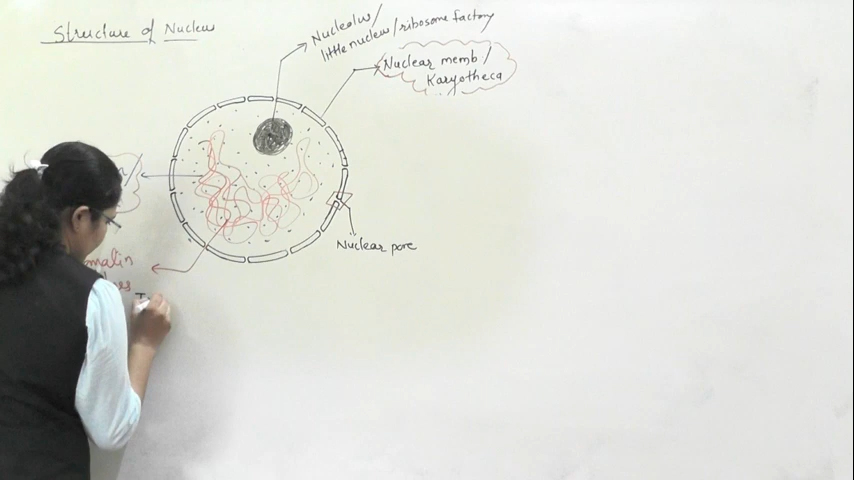 Structure of Nucleus
Nucleolus/
little nucleus/ribosome factory
Nuclear memb/
Karyotheca
Nuclear pore